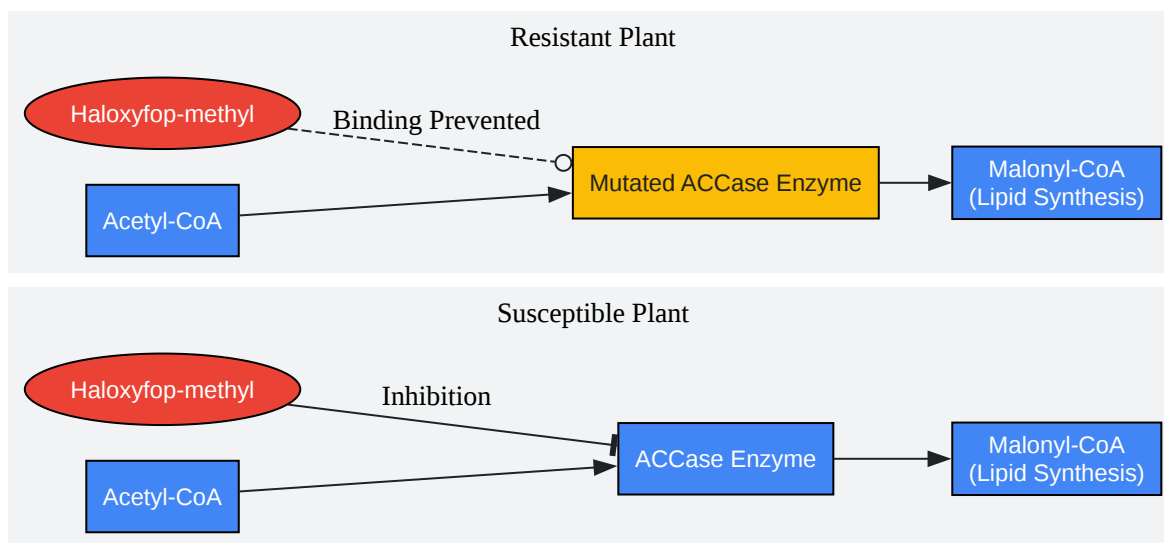 Resistant Plant
Haloxyfop-methyl
Binding Prevented
Acetyl-CoA
Mutated ACCase Enzyme
Malonyl-CoA
(Lipid Synthesis)
Susceptible Plant
Haloxyfop-methyl
Inhibition
Acetyl-CoA
ACCase Enzyme
Malonyl-CoA
(Lipid Synthesis)